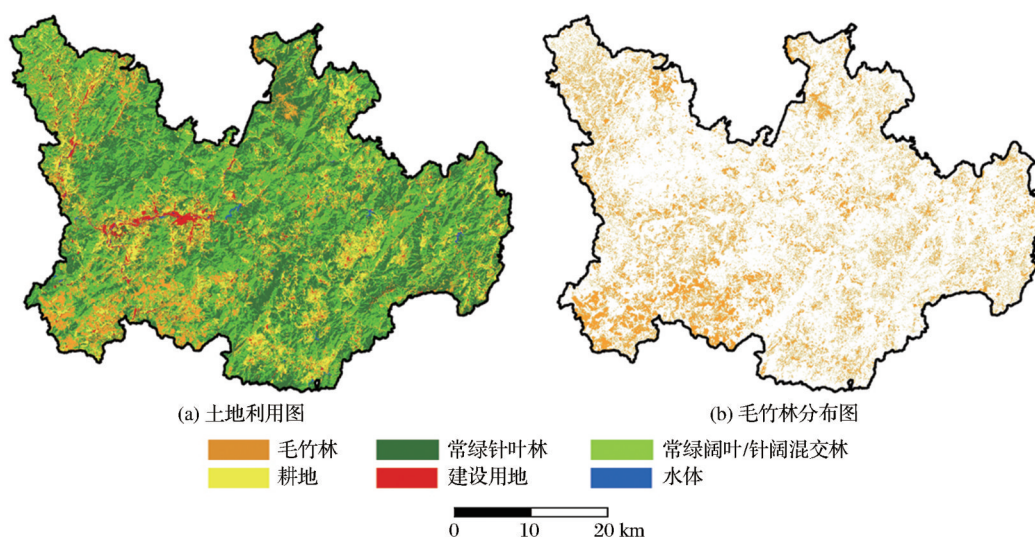 (a) 土地利用图
(b) 毛竹林分布图
毛竹林
常绿针叶林
常绿阔叶/针阔混交林
耕地
建设用地
水体
0 10 20 km